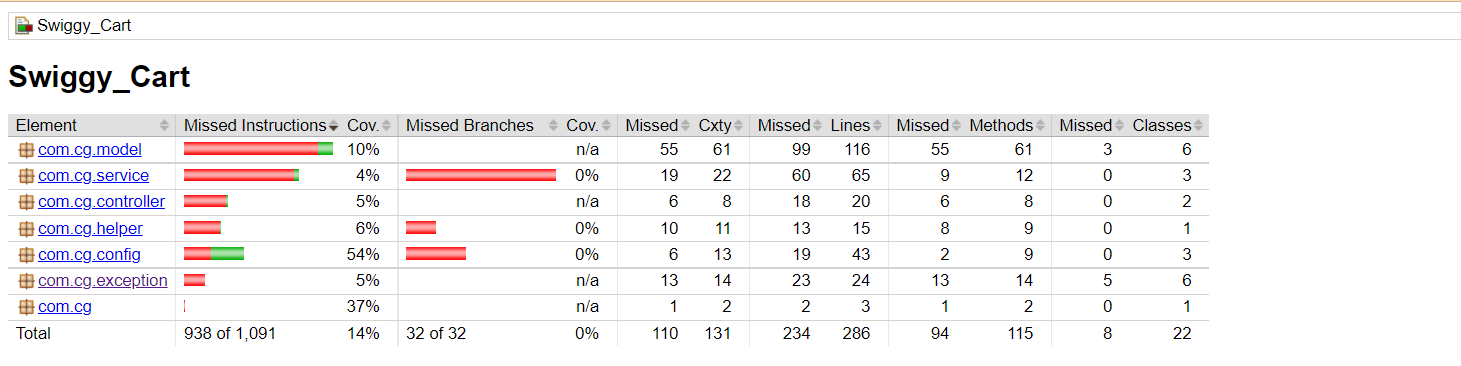 Swiggy_Cart
Swiggy_Cart
Element Missed Instructions Cov. Missed Branches Cov. Missed Cxty Missed Lines Missed Methods Missed Classes
com.cg.model 10% n/a 55 61 99 116 55 61 3 6
com.cg.service 4% 0% 19 22 60 65 9 12 0 3
com.cg.controller 5% n/a 6 8 18 20 6 8 0 2
com.cg.helper 6% 0% 10 11 13 15 8 9 0 1
com.cg.config 54% 0% 6 13 19 43 2 9 0 3
com.cg.exception 5% n/a 13 14 23 24 13 14 5 6
com.cg 37% n/a 1 2 2 3 1 2 0 1
Total 938 of 1,091 14% 32 of 32 0% 110 131 234 286 94 115 8 22